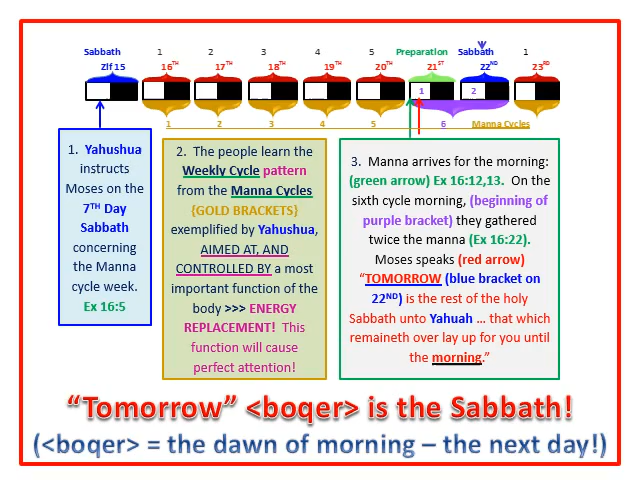 Sabbath 1 2 3 4 5 Preparation Sabbath 1
Zif 15 16TH 17TH 18TH 19TH 20TH 21ST 22ND 23RD
1 2
1 2 3 4 5 6 Manna Cycles
1. Yahushua
instructs
Moses on the
7TH Day
Sabbath
concerning
the Manna
cycle week.
Ex 16:5
2. The people learn the
Weekly Cycle pattern
from the Manna Cycles
{GOLD BRACKETS}
exemplified by Yahushua,
AIMED AT, AND
CONTROLLED BY a most
important function of the
body >>> ENERGY
REPLACEMENT! This
function will cause
perfect attention!
3. Manna arrives for the morning:
(green arrow) Ex 16:12,13. On the
sixth cycle morning, (beginning of
purple bracket) they gathered
twice the manna (Ex 16:22).
Moses speaks (red arrow)
“TOMORROW (blue bracket on
22ND) is the rest of the holy
Sabbath unto Yahuah … that which
remaineth over lay up for you until
the morning.”
“Tomorrow” <boqer> is the Sabbath!
(<boqer> = the dawn of morning – the next day!)